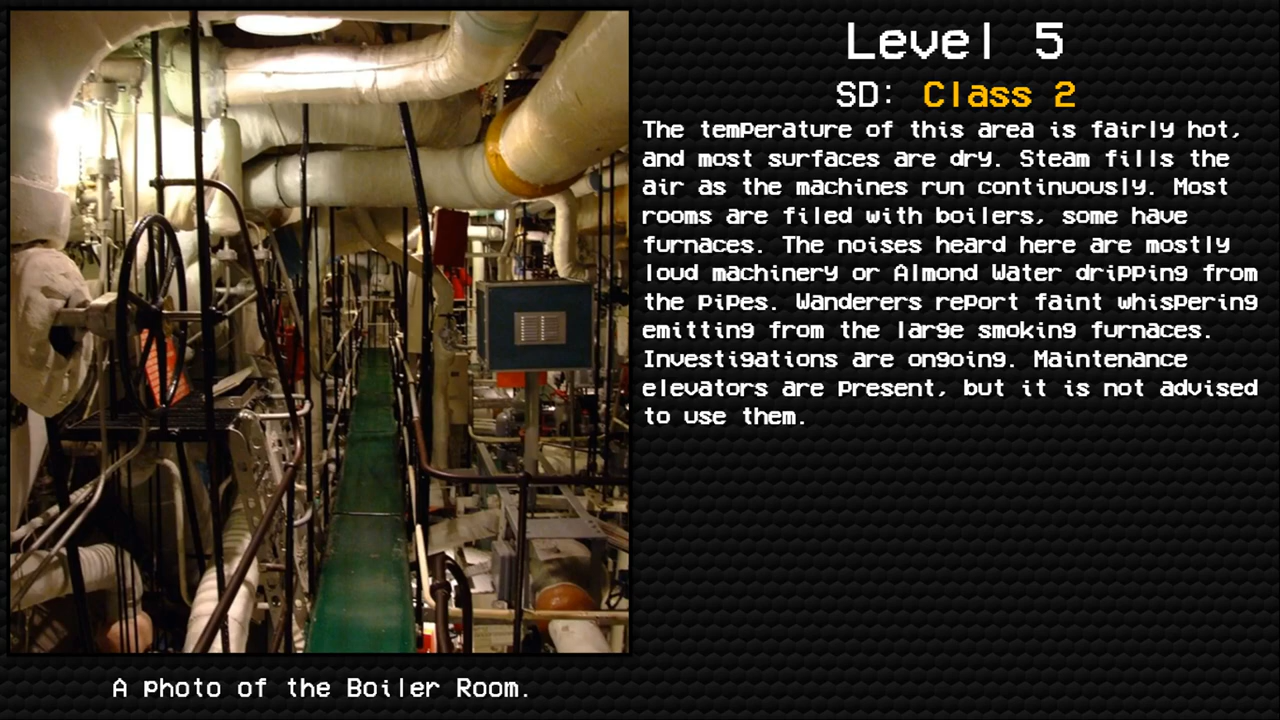 Level 5
SD: Class 2
The temperature of this area is fairly hot,
and most surfaces are dry. Steam fills the
air as the machines run continuously. Most
rooms are filed with boilers, some have
furnaces. The noises heard here are mostly
loud machinery or Almond Water dripping from
the pipes. Wanderers report faint whispering
emitting from the large smoking furnaces.
Investigations are ongoing. Maintenance
elevators are present, but it is not advised
to use them.
A photo of the Boiler Room.